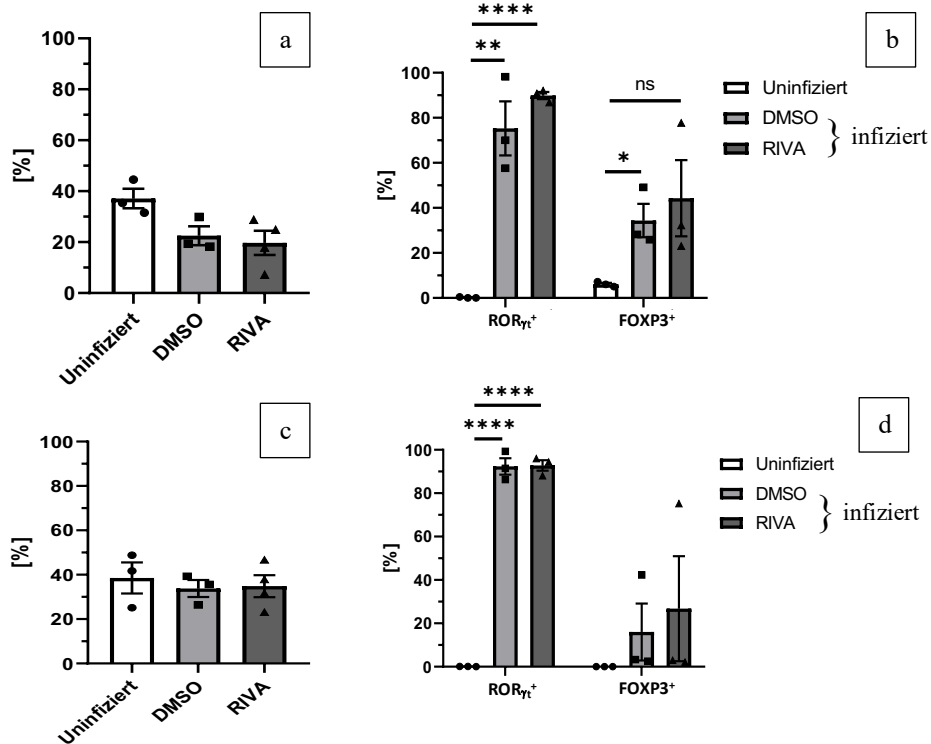 a
[%]
100
80
60
40
20
0
Uninfiziert
DMSO
RIVA
b
****
**
ns
*
[%]
100
80
60
40
20
0
RORγt+
FOXP3+
Uninfiziert
DMSO
RIVA
} infiziert
c
[%]
100
80
60
40
20
0
Uninfiziert
DMSO
RIVA
d
****
****
[%]
100
80
60
40
20
0
RORγt+
FOXP3+
Uninfiziert
DMSO
RIVA
} infiziert